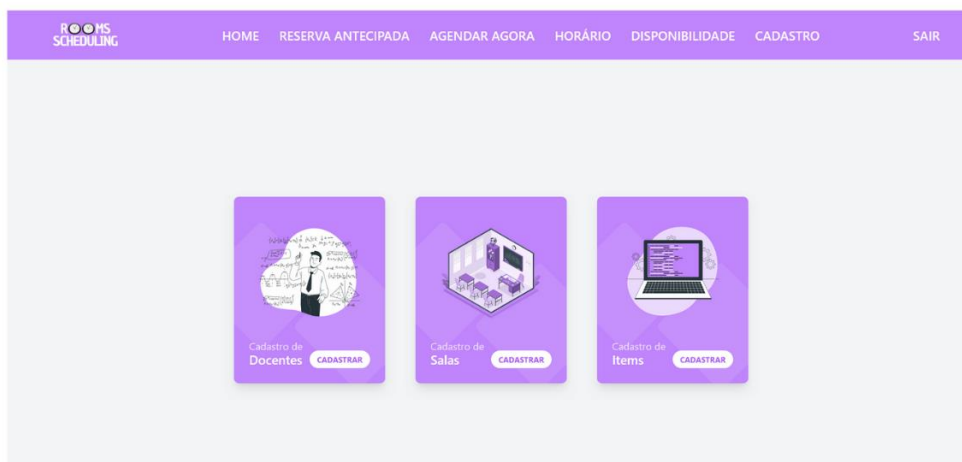 ROOMS
SCHEDULING
HOME RESERVA ANTECIPADA AGENDAR AGORA HORÁRIO DISPONIBILIDADE CADASTRO SAIR
Cadastro de
Docentes CADASTRAR
Cadastro de
Salas CADASTRAR
Cadastro de
Items CADASTRAR